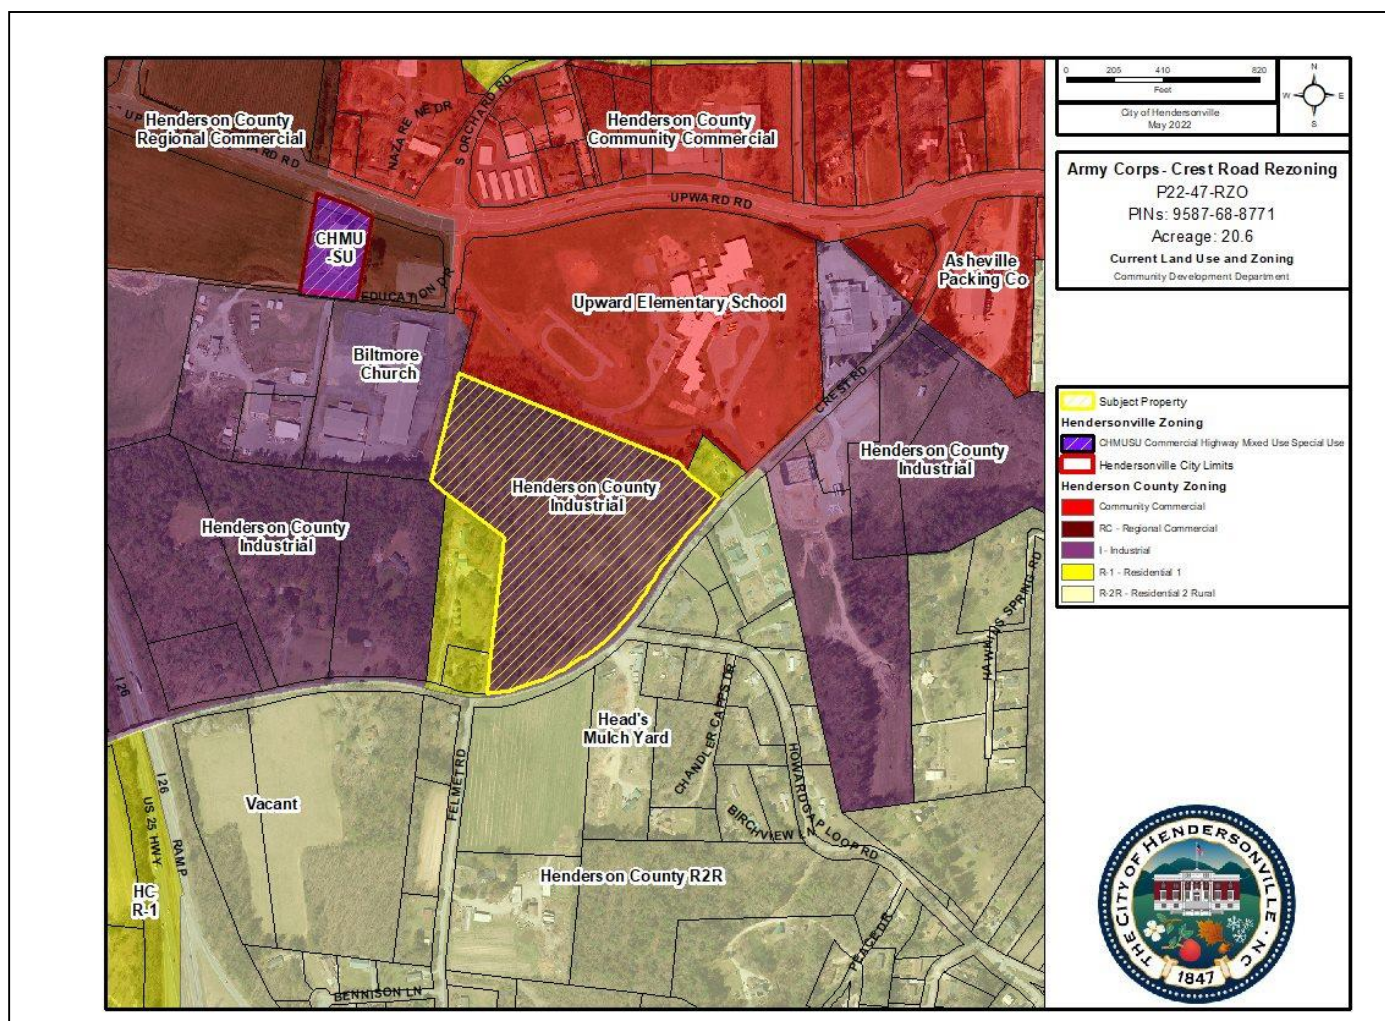 0 205 410 820
Feet
City of Hendersonville
May 2022
N
W E
S
Army Corps - Crest Road Rezoning
P22-47-RZO
PINs: 9587-68-8771
Acreage: 20.6
Current Land Use and Zoning
Community Development Department
Subject Property
Hendersonville Zoning
CHMUSU Commercial Highway Mixed Use Special Use
Hendersonville City Limits
Henderson County Zoning
Community Commercial
RC - Regional Commercial
I - Industrial
R-1 - Residential 1
R-2R - Residential 2 Rural
Henderson County
Regional Commercial
NAZARENE DR
S ORCHARD RD
Henderson County
Community Commercial
UPWARD RD
UPWARD RD
CHMU
-SU
EDUCATION DR
Upward Elementary School
Asheville
Packing Co
Biltmore
Church
CREST RD
Henderson County
Industrial
Henderson County
Industrial
Henderson County
Industrial
HAWKINS SPRING RD
I 26
Head's
Mulch Yard
CHANDLER CAPPS DR
FELMET RD
HOWARD GAP LOOP RD
BIRCHVIEW LN
Vacant
I 26
RAMP
US 25 HWY
HC
R-1
Henderson County R2R
PEACE DR
BENNISON LN
THE CITY OF HENDERSONVILLE N.C.
1847